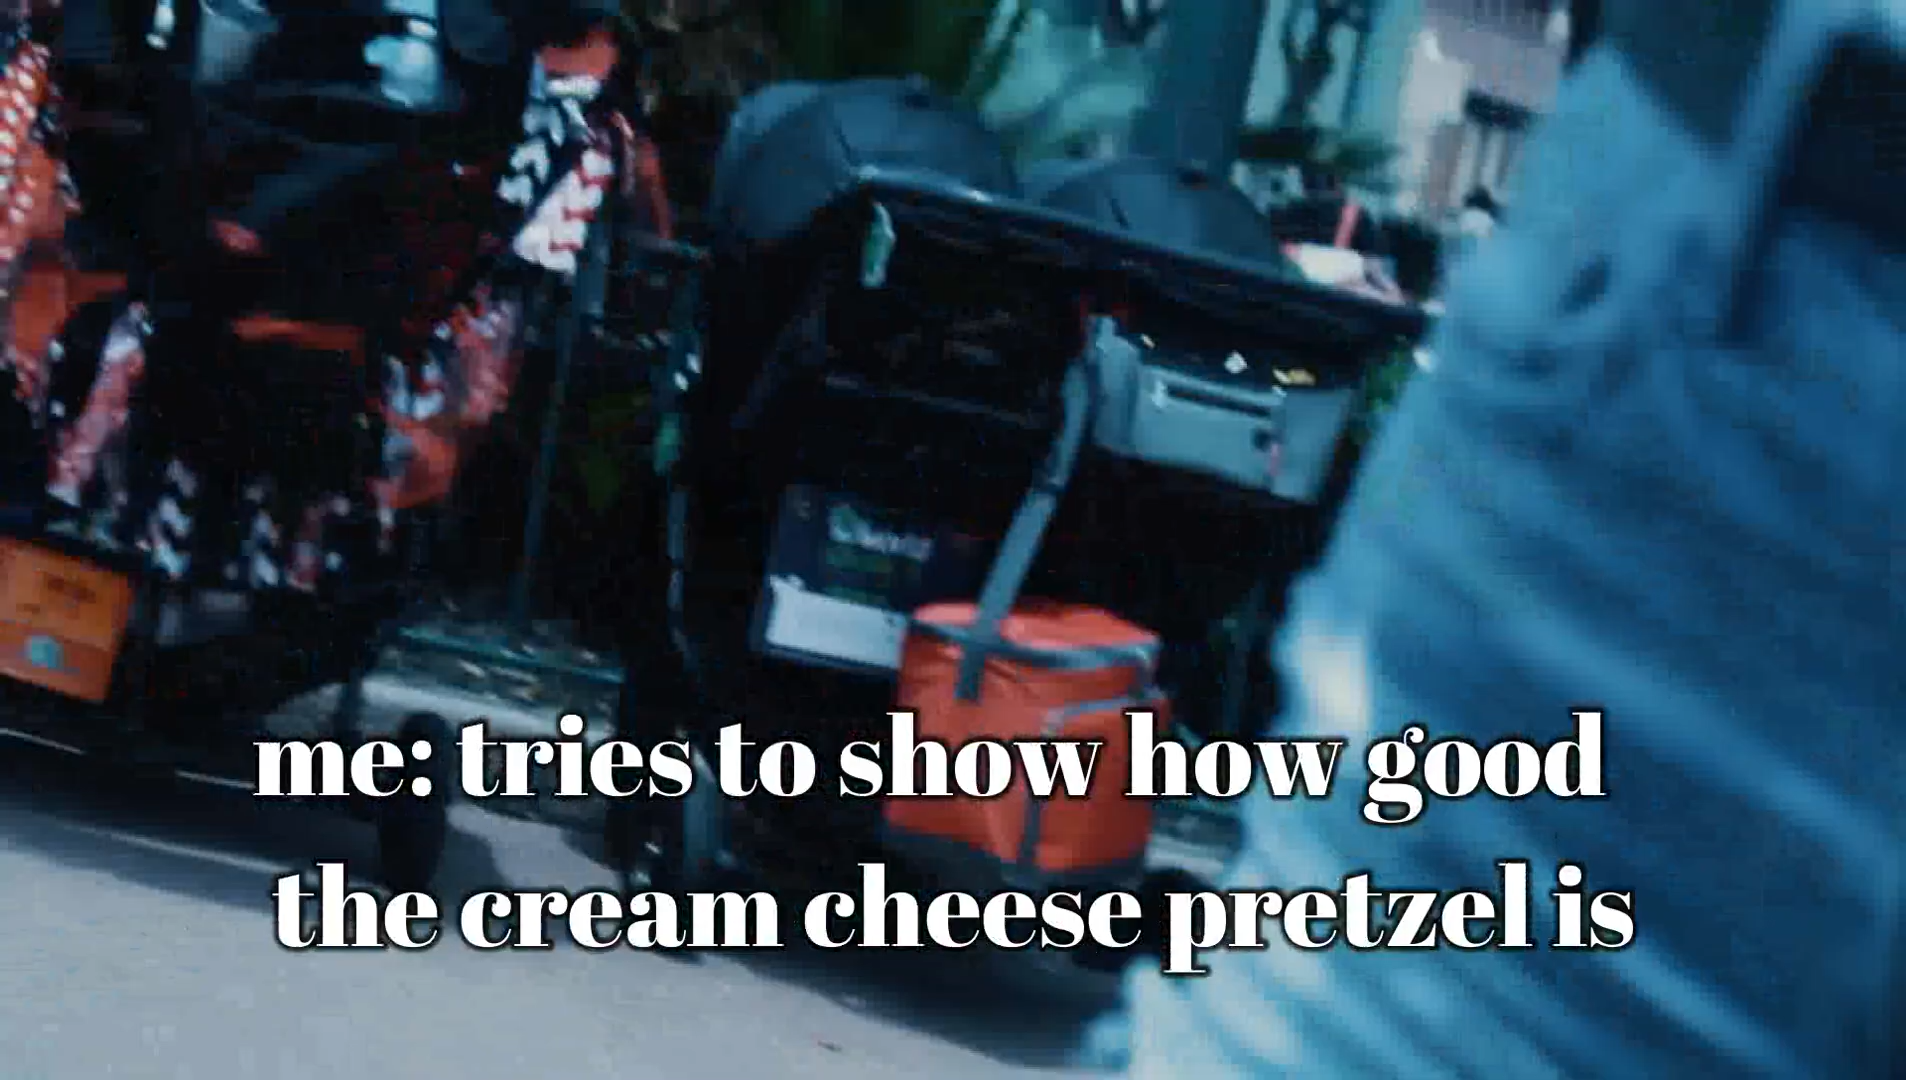 me: tries to show how good
the cream cheese pretzel is